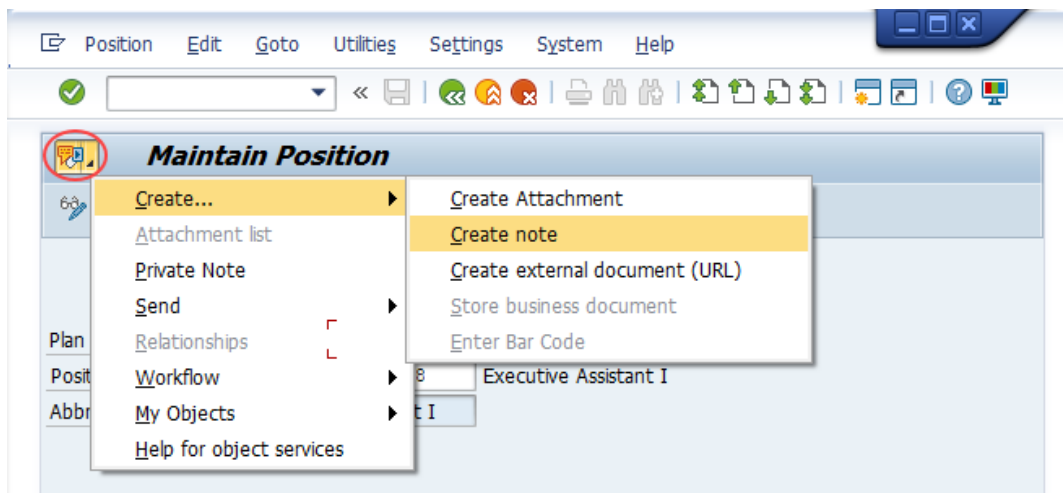 Position Edit Goto Utilities Settings System Help
Maintain Position
Create...
Attachment list
Private Note
Send
Relationships
Workflow
My Objects
Help for object services
Create Attachment
Create note
Create external document (URL)
Store business document
Enter Bar Code
Plan
Posit 8 Executive Assistant I
Abbr t I